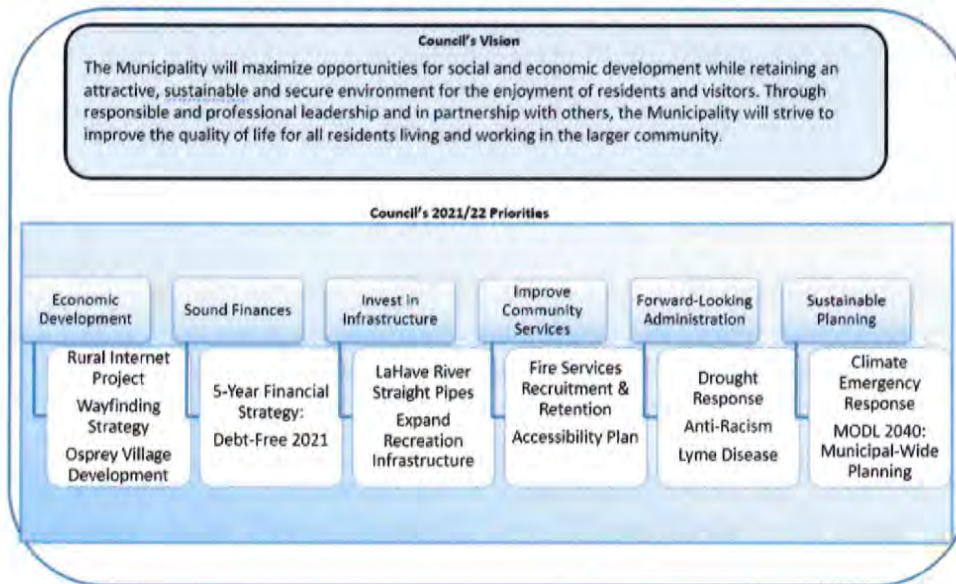 Council's Vision
The Municipality will maximize opportunities for social and economic development while retaining an
attractive, sustainable and secure environment for the enjoyment of residents and visitors. Through
responsible and professional leadership and in partnership with others, the Municipality will strive to
improve the quality of life for all residents living and working in the larger community.
Council's 2021/22 Priorities
Economic
Development
Rural Internet
Project
Wayfinding
Strategy
Osprey Village
Development
Sound Finances
5-Year Financial
Strategy:
Debt-Free 2021
Invest in
Infrastructure
LaHave River
Straight Pipes
Expand
Recreation
Infrastructure
Improve
Community
Services
Fire Services
Recruitment &
Retention
Accessibility Plan
Forward-Looking
Administration
Drought
Response
Anti-Racism
Lyme Disease
Sustainable
Planning
Climate
Emergency
Response
MODL 2040:
Municipal-Wide
Planning